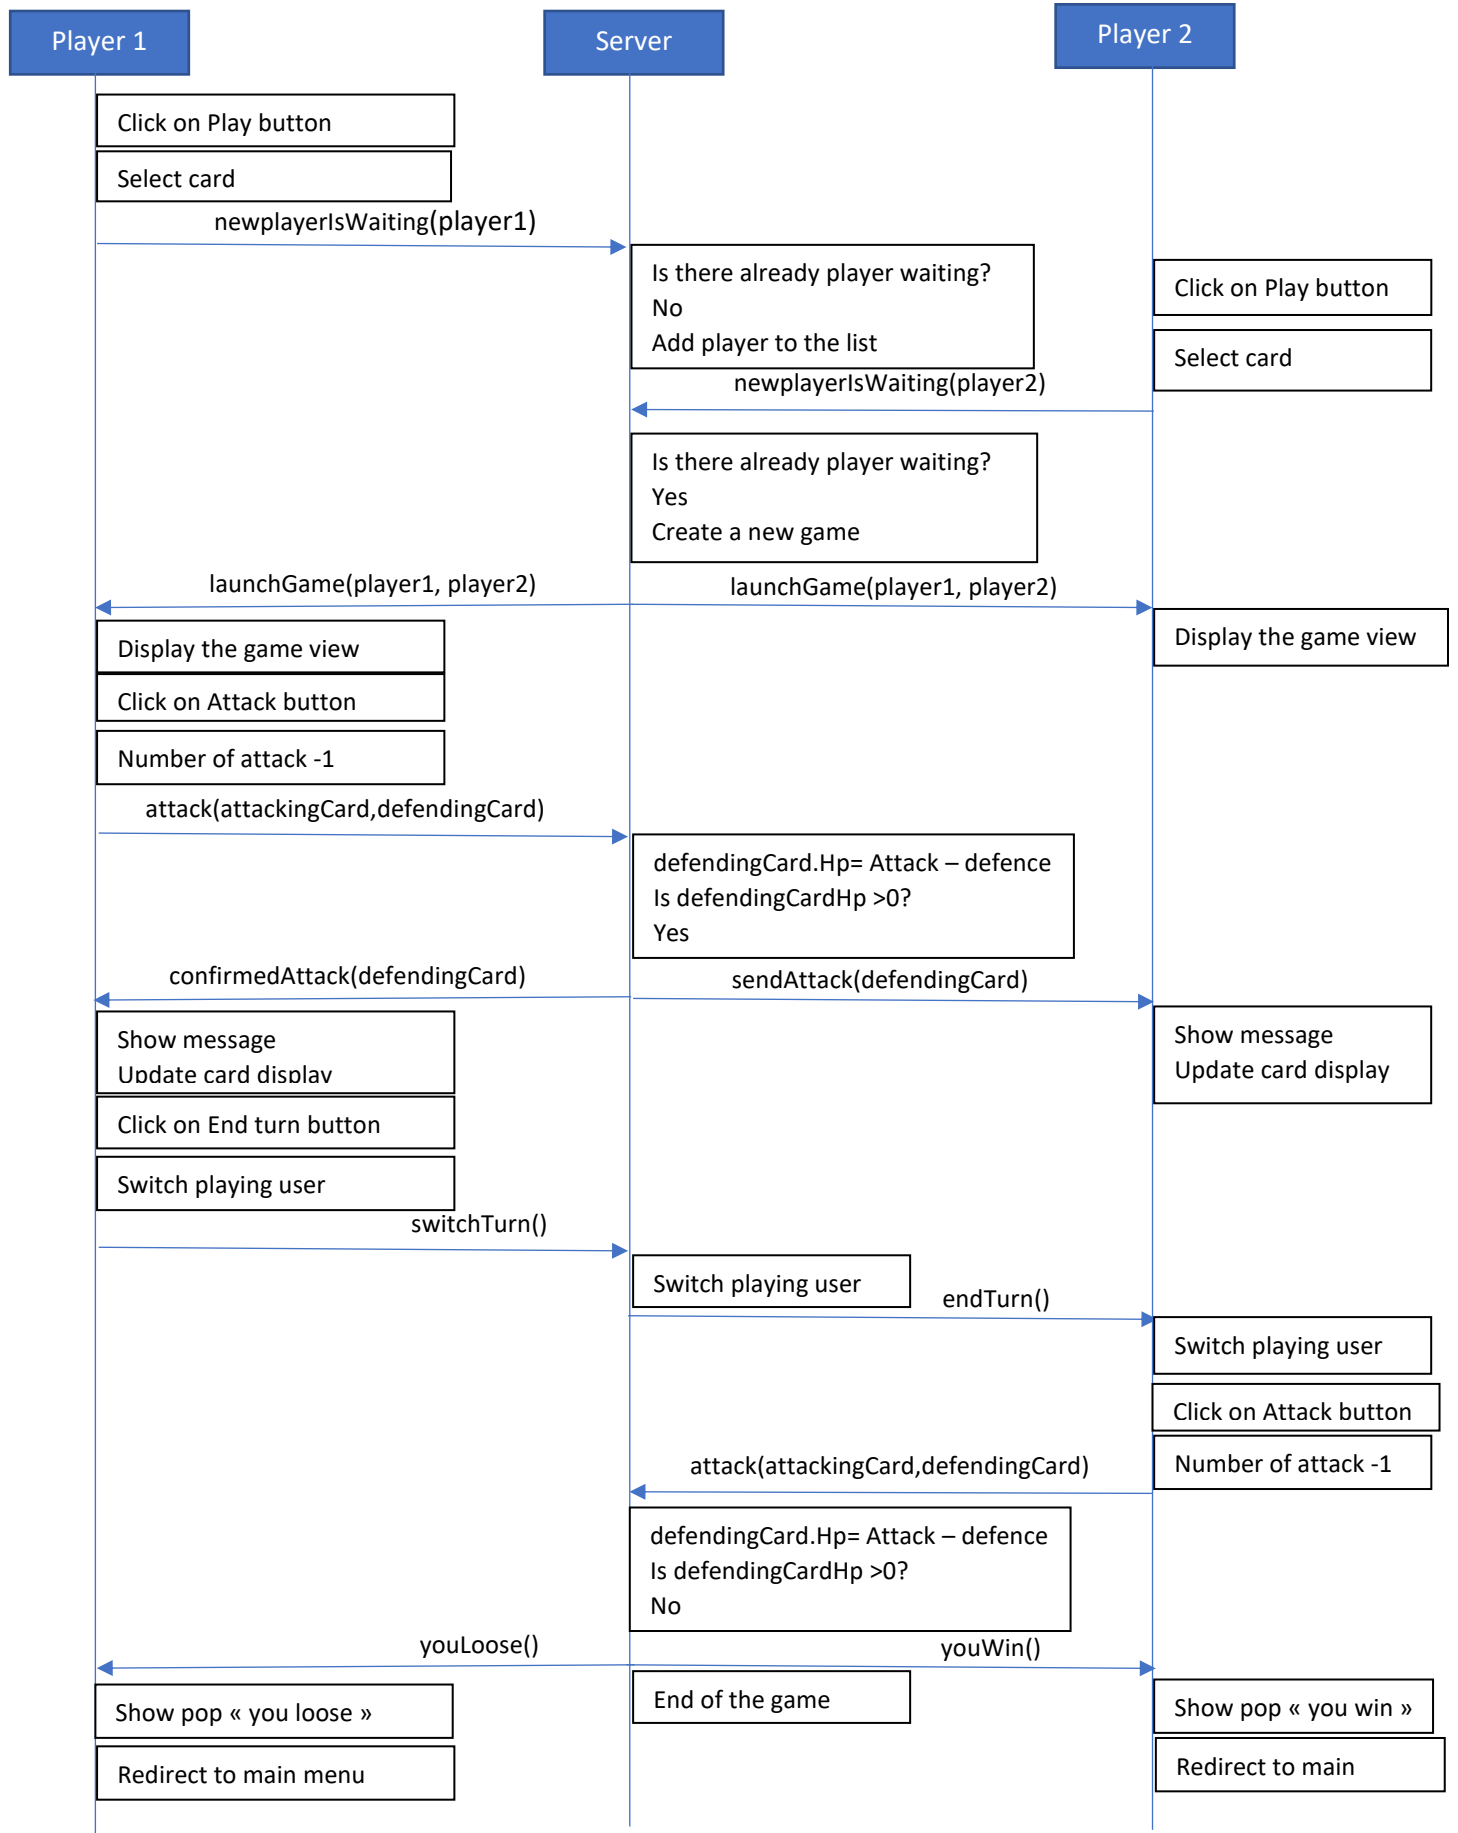 Player 1
Server
Player 2
Click on Play button
Select card
newplayerIsWaiting(player1)
Is there already player waiting?
No
Add player to the list
Click on Play button
Select card
newplayerIsWaiting(player2)
Is there already player waiting?
Yes
Create a new game
launchGame(player1, player2)
launchGame(player1, player2)
Display the game view
Display the game view
Click on Attack button
Number of attack -1
attack(attackingCard,defendingCard)
defendingCard.Hp= Attack – defence
Is defendingCardHp >0?
Yes
confirmedAttack(defendingCard)
sendAttack(defendingCard)
Show message
Update card display
Show message
Update card display
Click on End turn button
Switch playing user
switchTurn()
Switch playing user
endTurn()
Switch playing user
Click on Attack button
Number of attack -1
attack(attackingCard,defendingCard)
defendingCard.Hp= Attack – defence
Is defendingCardHp >0?
No
youLoose()
youWin()
End of the game
Show pop « you loose »
Show pop « you win »
Redirect to main menu
Redirect to main